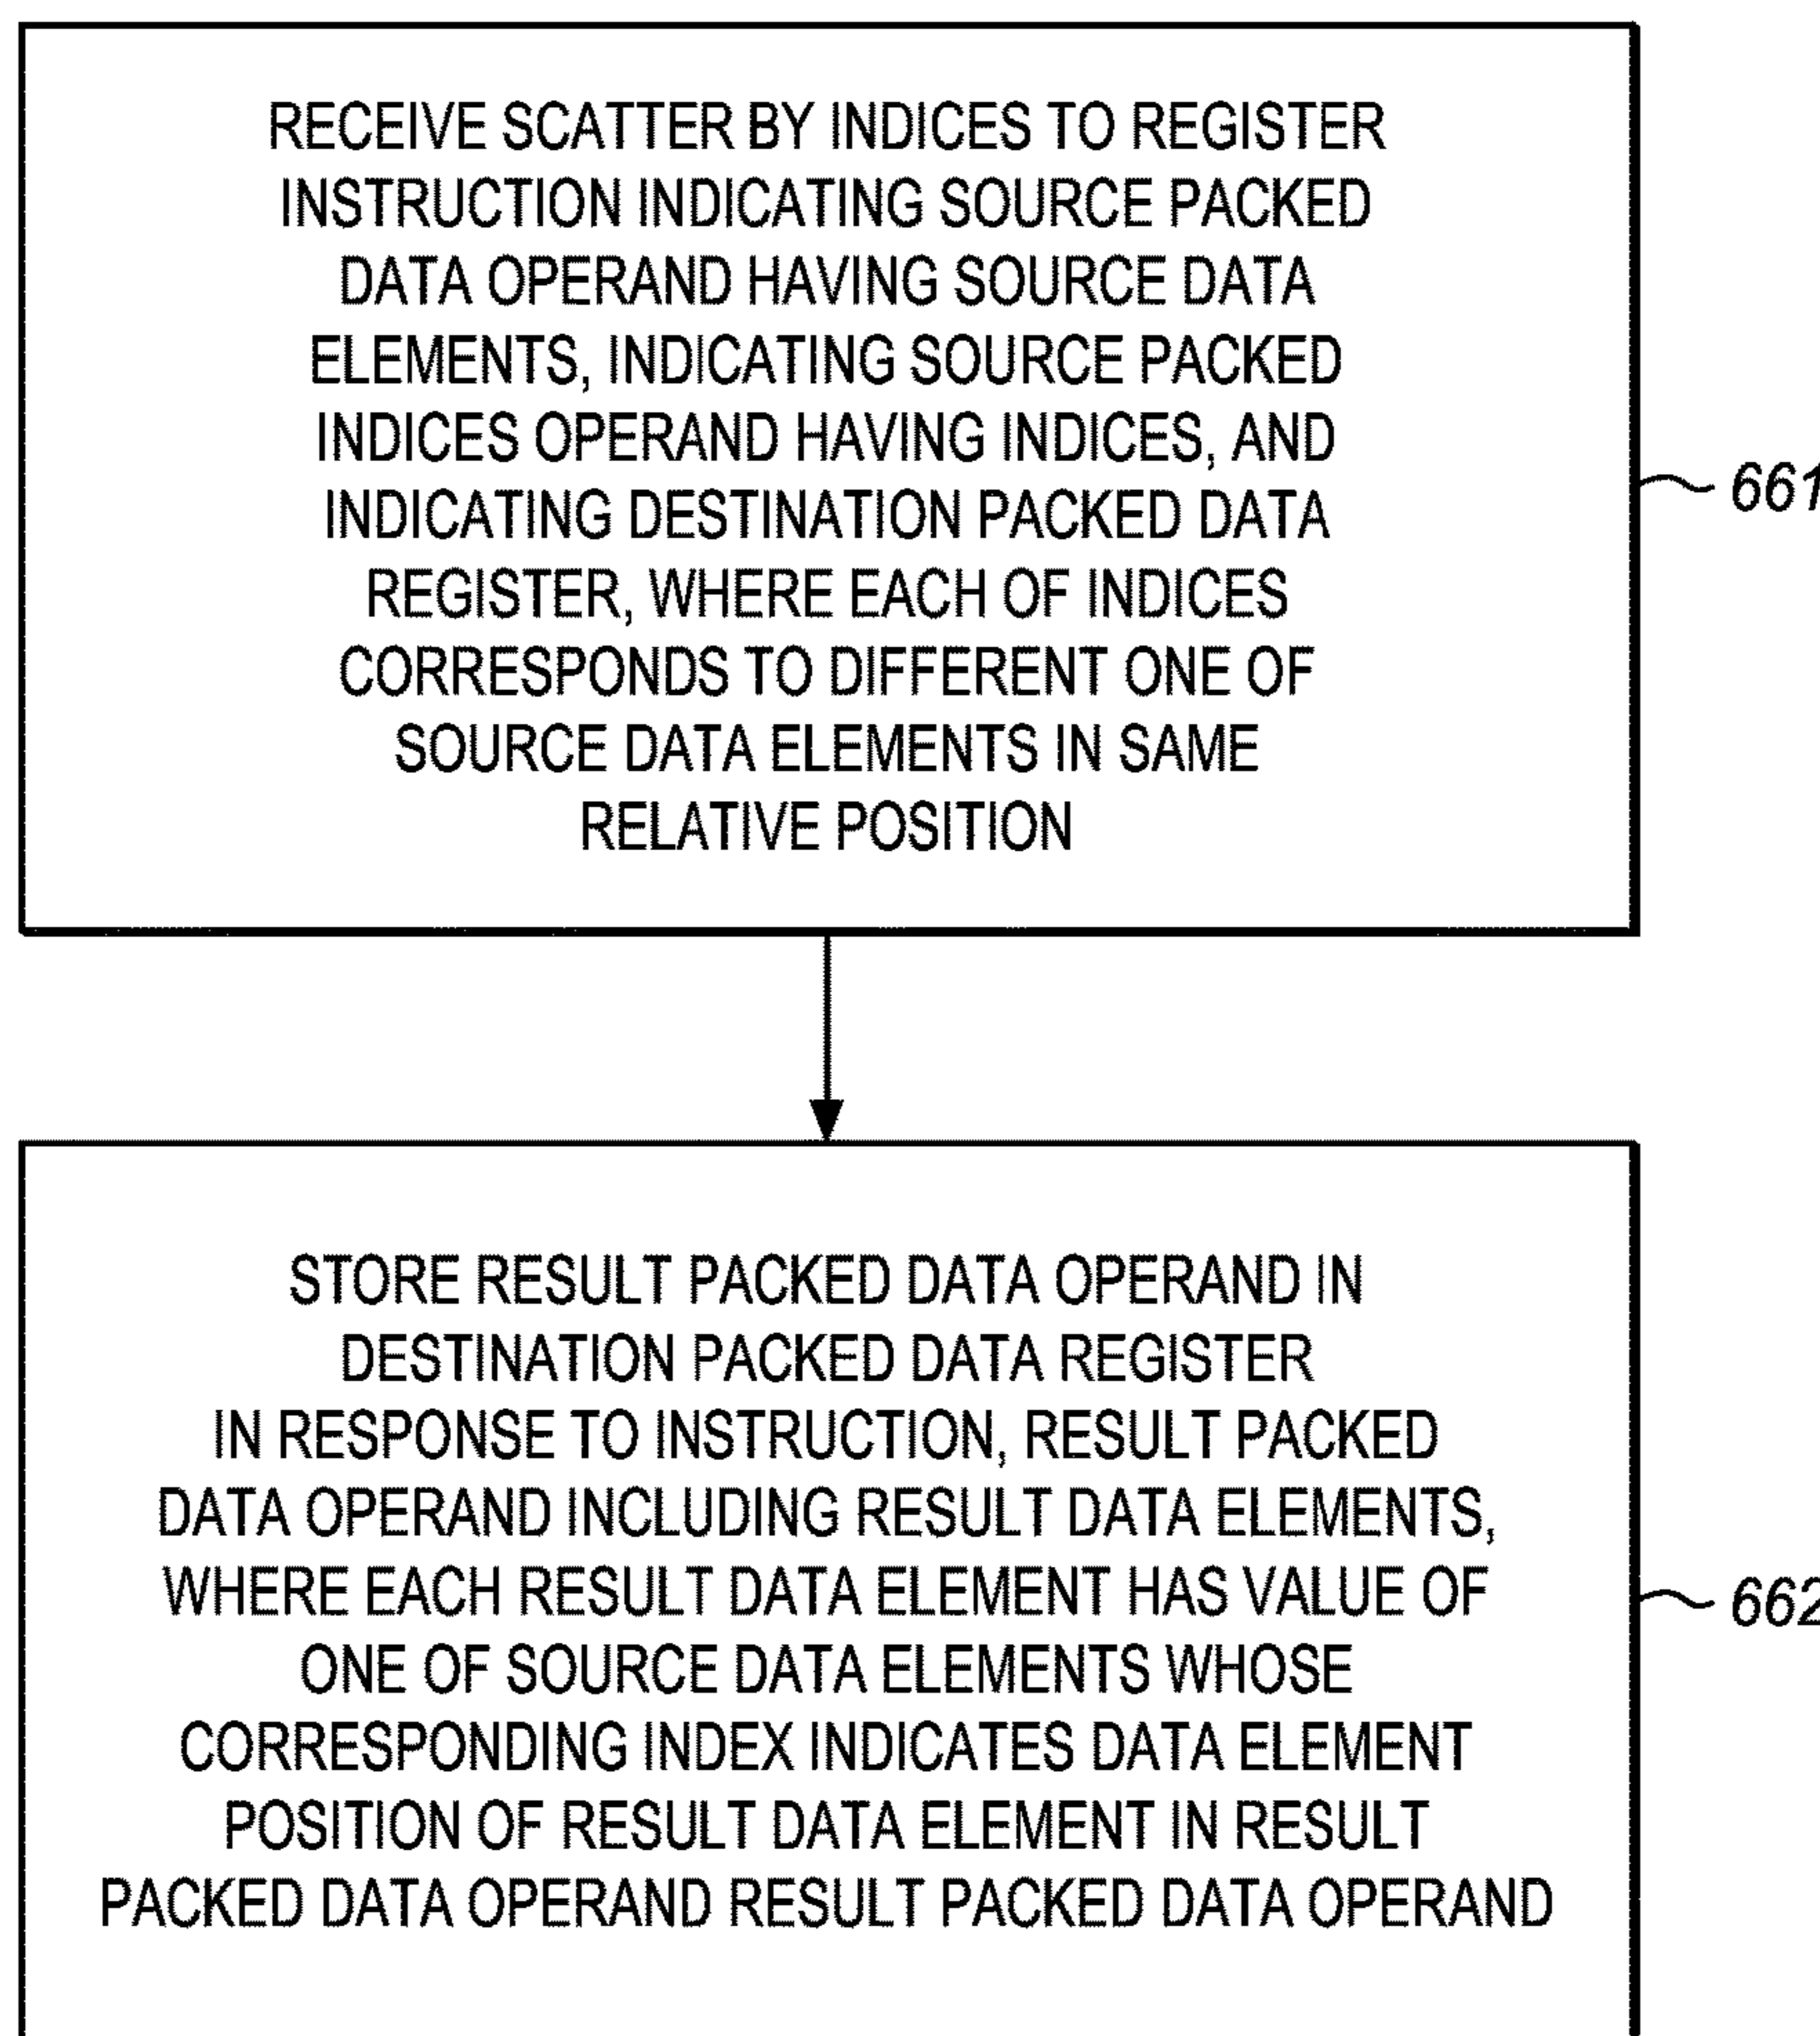 RECEIVE SCATTER BY INDICES TO REGISTER
INSTRUCTION INDICATING SOURCE PACKED
DATA OPERAND HAVING SOURCE DATA
ELEMENTS, INDICATING SOURCE PACKED
INDICES OPERAND HAVING INDICES, AND
INDICATING DESTINATION PACKED DATA
REGISTER, WHERE EACH OF INDICES
CORRESPONDS TO DIFFERENT ONE OF
SOURCE DATA ELEMENTS IN SAME
RELATIVE POSITION
661
STORE RESULT PACKED DATA OPERAND IN
DESTINATION PACKED DATA REGISTER
IN RESPONSE TO INSTRUCTION, RESULT PACKED
DATA OPERAND INCLUDING RESULT DATA ELEMENTS,
WHERE EACH RESULT DATA ELEMENT HAS VALUE OF
ONE OF SOURCE DATA ELEMENTS WHOSE
CORRESPONDING INDEX INDICATES DATA ELEMENT
POSITION OF RESULT DATA ELEMENT IN RESULT
PACKED DATA OPERAND RESULT PACKED DATA OPERAND
662